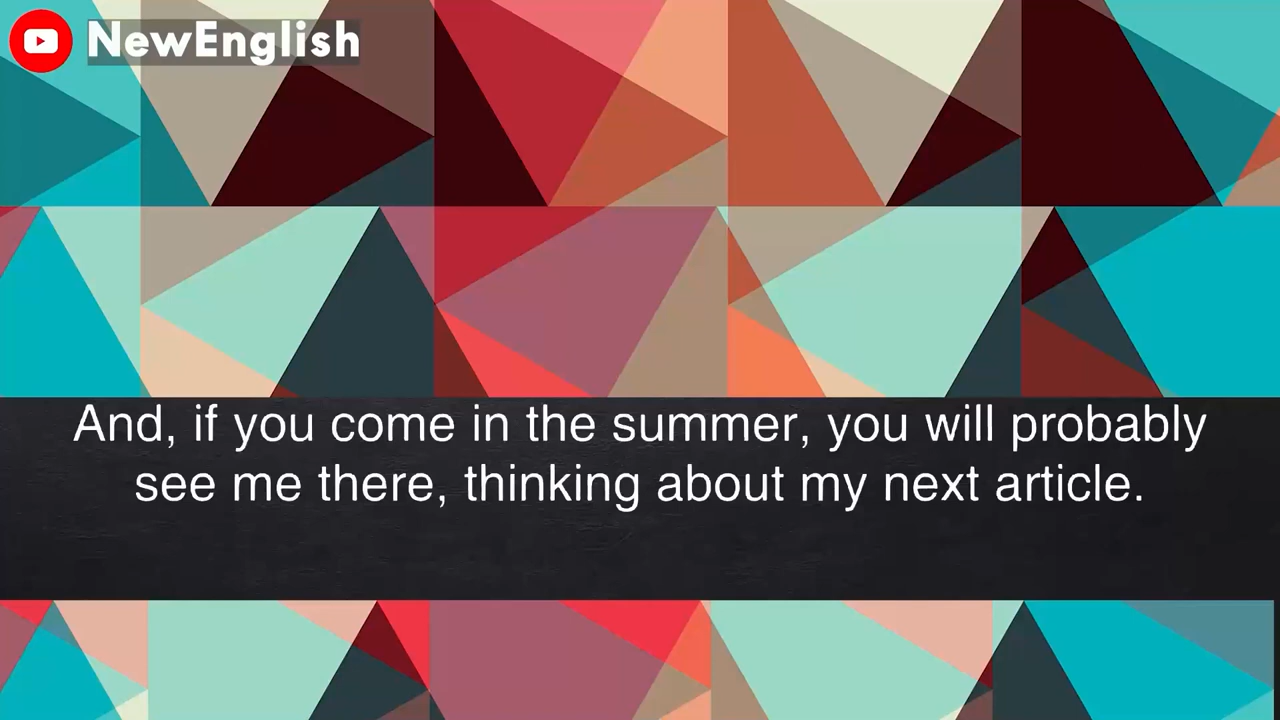 NewEnglish
And, if you come in the summer, you will probably
see me there, thinking about my next article.